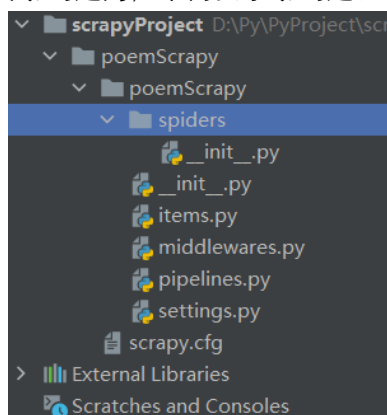 scrapyProject D:\Py\PyProject\scr
poemScrapy
poemScrapy
spiders
__init__.py
__init__.py
items.py
middlewares.py
pipelines.py
settings.py
scrapy.cfg
External Libraries
Scratches and Consoles